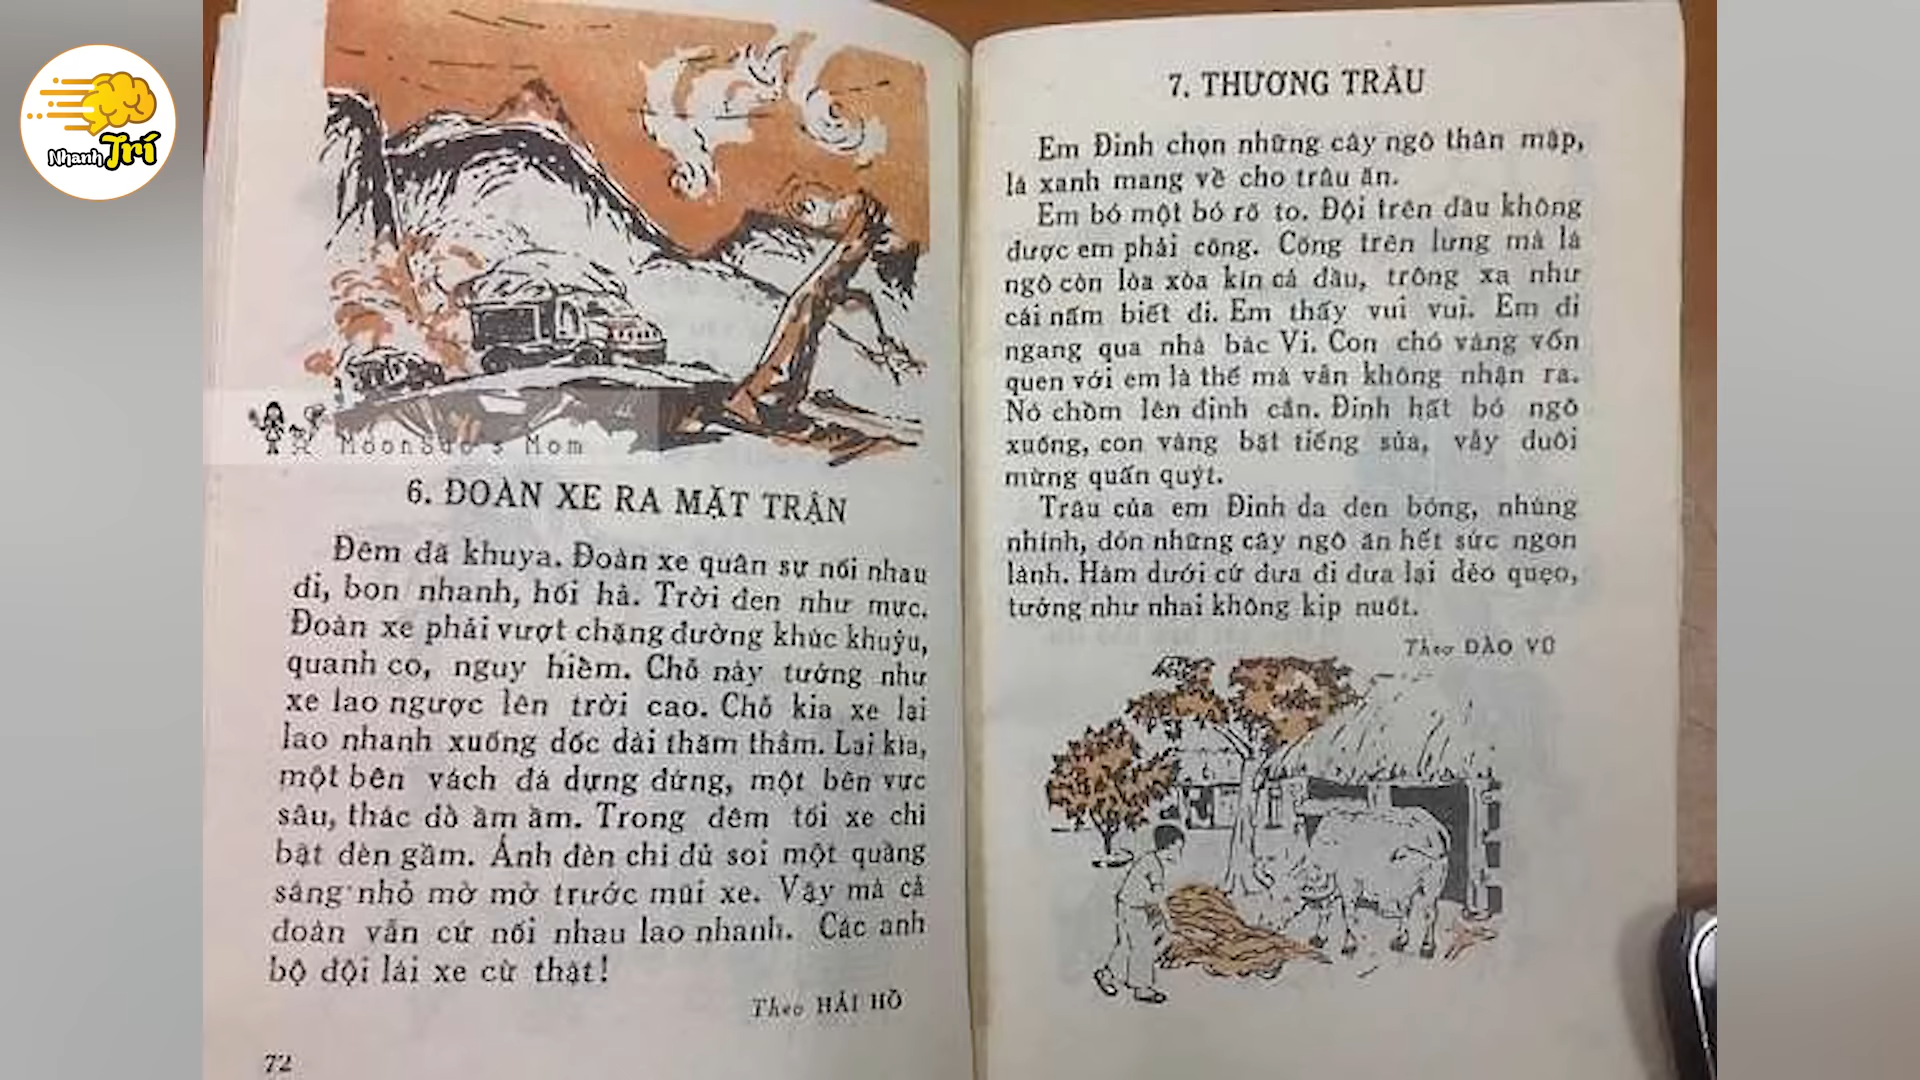 Nhanh Trí
MoonSue's Mom
6. ĐOÀN XE RA MẶT TRẬN
Đêm đã khuya. Đoàn xe quân sự nối nhau
đi, bon nhanh, hối hả. Trời đen như mực.
Đoàn xe phải vượt chặng đường khúc khuỷu,
quanh co, nguy hiểm. Chỗ này tưởng như
xe lao ngược lên trời cao. Chỗ kia xe lại
lao nhanh xuống dốc dài thăm thẳm. Lại kìa,
một bên vách đá dựng đứng, một bên vực
sâu, thác đổ ầm ầm. Trong đêm tối xe chỉ
bật đèn gầm. Ánh đèn chỉ đủ soi một quầng
sáng nhỏ mờ mờ trước mũi xe. Vậy mà cả
đoàn vẫn cứ nối nhau lao nhanh. Các anh
bộ đội lái xe cừ thật!
Theo HẢI HỒ
72
7. THƯƠNG TRÂU
Em Đinh chọn những cây ngô thân mập,
lá xanh mang về cho trâu ăn.
Em bó một bó rõ to. Đội trên đầu không
được em phải cõng. Cõng trên lưng mà lá
ngô còn lòa xòa kín cả đầu, trông xa như
cái nấm biết đi. Em thấy vui vui. Em đi
ngang qua nhà bác Vi. Con chó vàng vốn
quen với em là thế mà vẫn không nhận ra.
Nó chồm lên định cắn. Đinh hất bó ngô
xuống, con vàng bặt tiếng sủa, vẫy đuôi
mừng quấn quýt.
Trâu của em Đinh da đen bóng, nhủng
nhỉnh, đón những cây ngô ăn hết sức ngon
lành. Hàm dưới cứ đưa đi đưa lại dẻo quẹo,
tưởng như nhai không kịp nuốt.
Theo ĐÀO VŨ